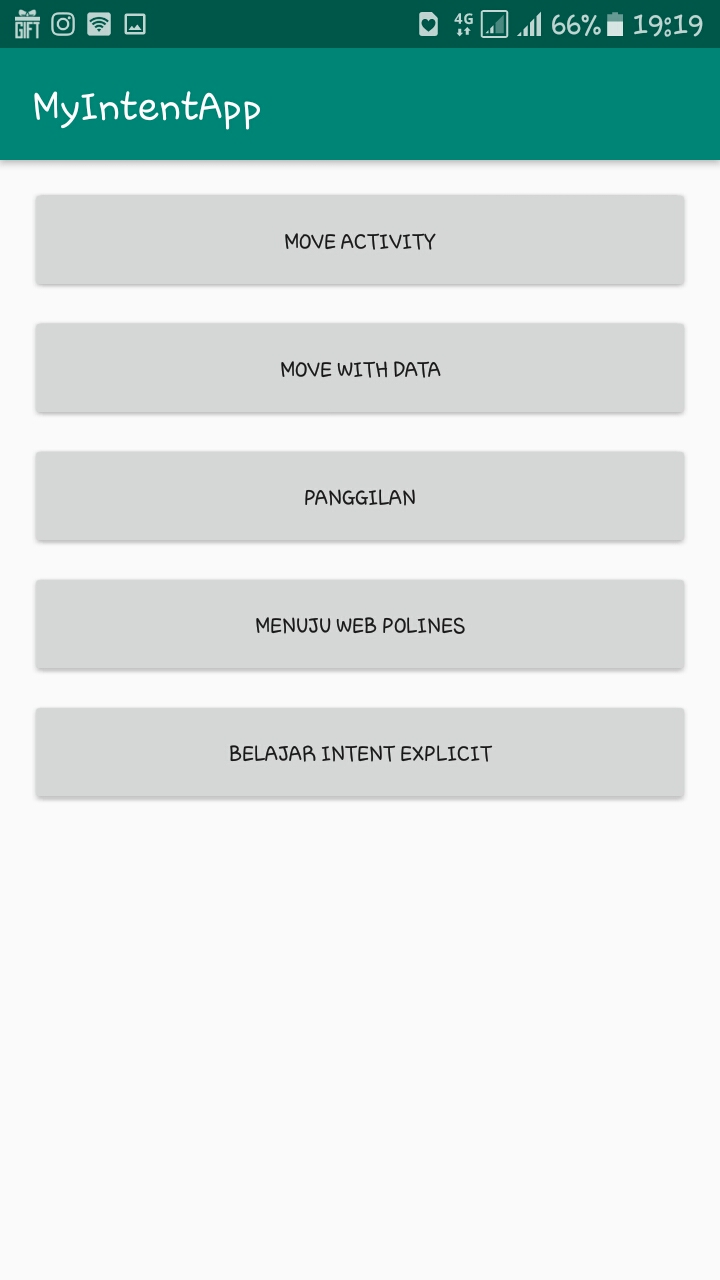 GIFT
4G
66%
19:19
MyIntentApp
MOVE ACTIVITY
MOVE WITH DATA
PANGGILAN
MENUJU WEB POLINES
BELAJAR INTENT EXPLICIT